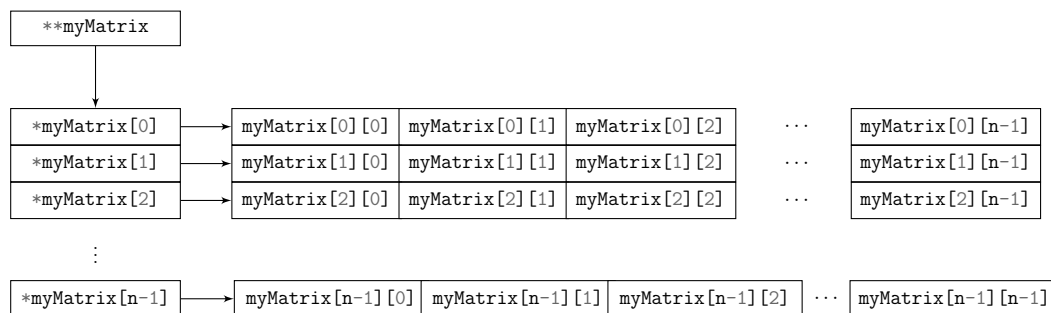 **myMatrix
*myMatrix[0] myMatrix[0][0] myMatrix[0][1] myMatrix[0][2] ... myMatrix[0][n-1]
*myMatrix[1] myMatrix[1][0] myMatrix[1][1] myMatrix[1][2] ... myMatrix[1][n-1]
*myMatrix[2] myMatrix[2][0] myMatrix[2][1] myMatrix[2][2] ... myMatrix[2][n-1]
⋮
*myMatrix[n-1] myMatrix[n-1][0] myMatrix[n-1][1] myMatrix[n-1][2] ... myMatrix[n-1][n-1]